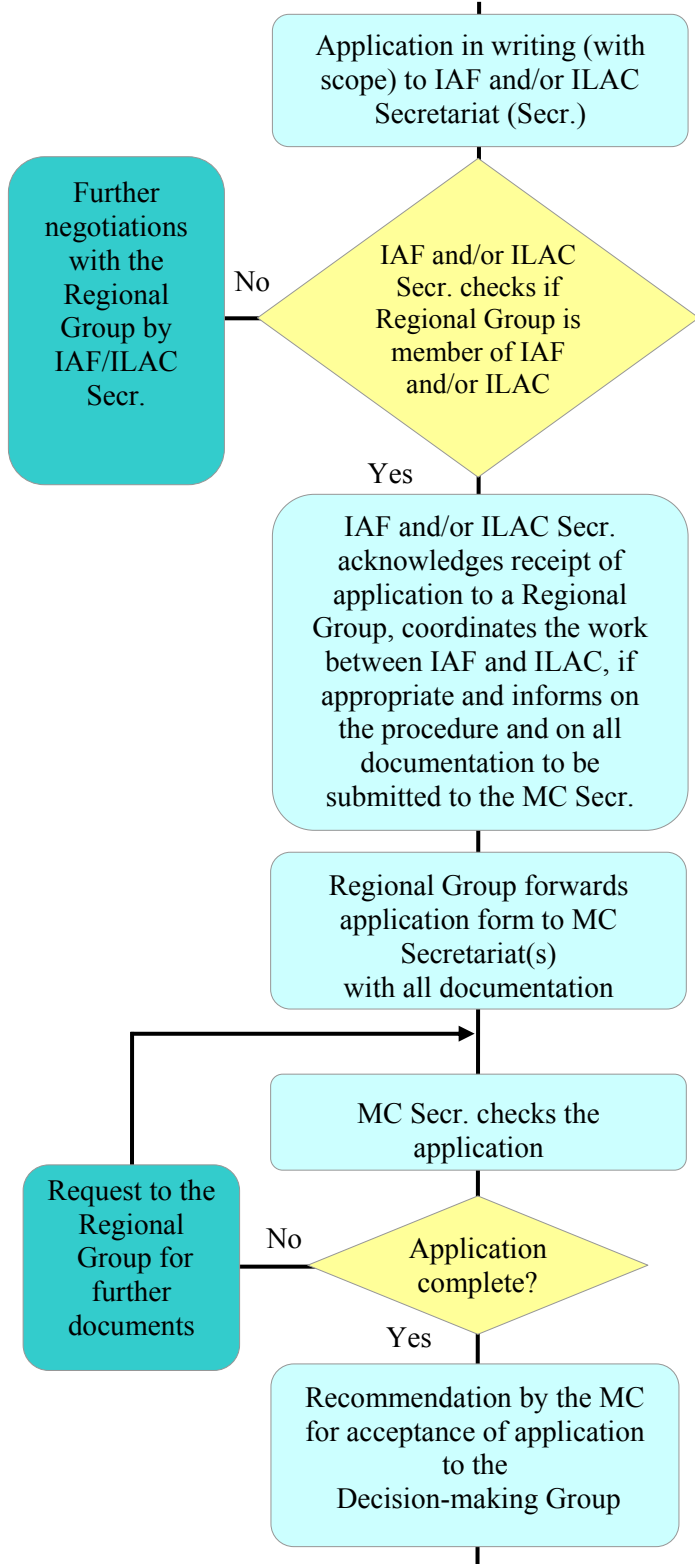 Application in writing (with
scope) to IAF and/or ILAC
Secretariat (Secr.)
Further
negotiations
with the
Regional
Group by
IAF/ILAC
Secr.
No
IAF and/or ILAC
Secr. checks if
Regional Group is
member of IAF
and/or ILAC
Yes
IAF and/or ILAC Secr.
acknowledges receipt of
application to a Regional
Group, coordinates the work
between IAF and ILAC, if
appropriate and informs on
the procedure and on all
documentation to be
submitted to the MC Secr.
Regional Group forwards
application form to MC
Secretariat(s)
with all documentation
MC Secr. checks the
application
Request to the
Regional
Group for
further
documents
No
Application
complete?
Yes
Recommendation by the MC
for acceptance of application
to the
Decision-making Group